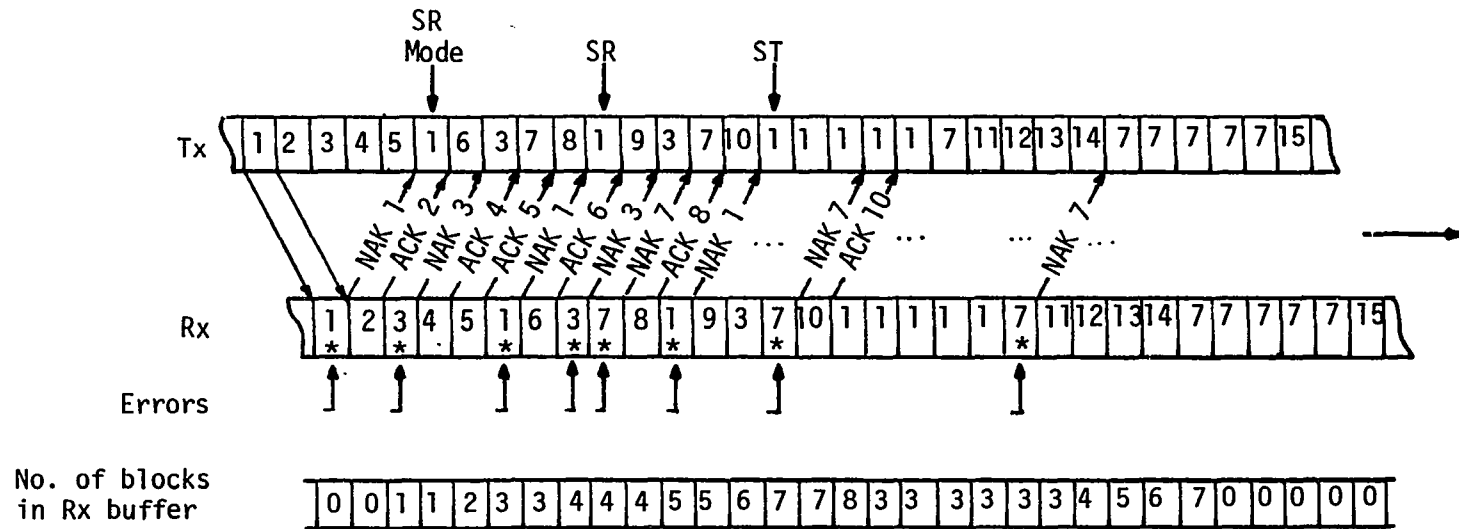 SR
Mode
SR
ST
Tx 1 2 3 4 5 1 6 3 7 8 1 9 3 7 10 1 1 1 1 1 7 11 12 13 14 7 7 7 7 7 15
NAK 1 ACK 2 NAK 3 ACK 4 ACK 5 NAK 1 ACK 6 NAK 3 NAK 7 ACK 8 NAK 1 ... NAK 7 ACK 10 ... ... NAK 7 ...
Rx 1 2 3 4 5 1 6 3 7 8 1 9 3 7 10 1 1 1 1 1 7 11 12 13 14 7 7 7 7 7 15
* * * * * * * *
Errors
No. of blocks
in Rx buffer 0 0 1 1 2 3 3 4 4 4 5 5 6 7 7 8 3 3 3 3 3 3 4 5 6 7 0 0 0 0 0